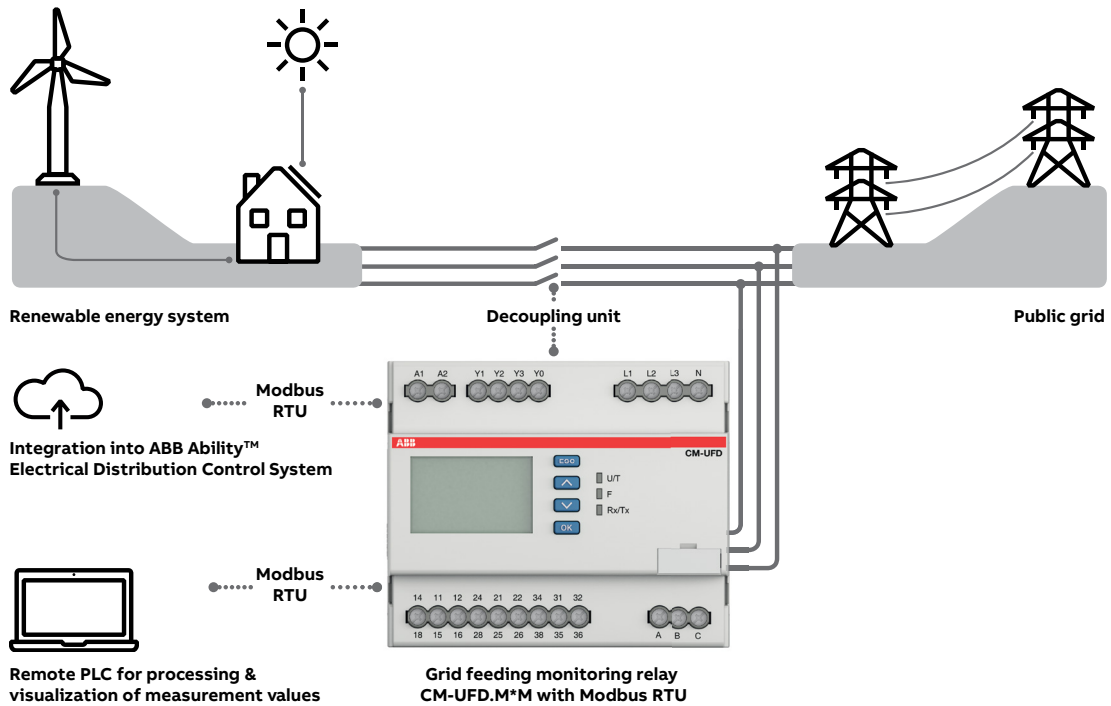 Renewable energy system
Decoupling unit
Public grid
Modbus
RTU
Integration into ABB Ability™
Electrical Distribution Control System
A1 A2 Y1 Y2 Y3 Y0 L1 L2 L3 N
ABB
CM-UFD
ESC
U/T
F
Rx/Tx
OK
Modbus
RTU
14 11 12 24 21 22 34 31 32
18 15 16 28 25 26 38 35 36 A B C
Remote PLC for processing &
visualization of measurement values
Grid feeding monitoring relay
CM-UFD.M*M with Modbus RTU